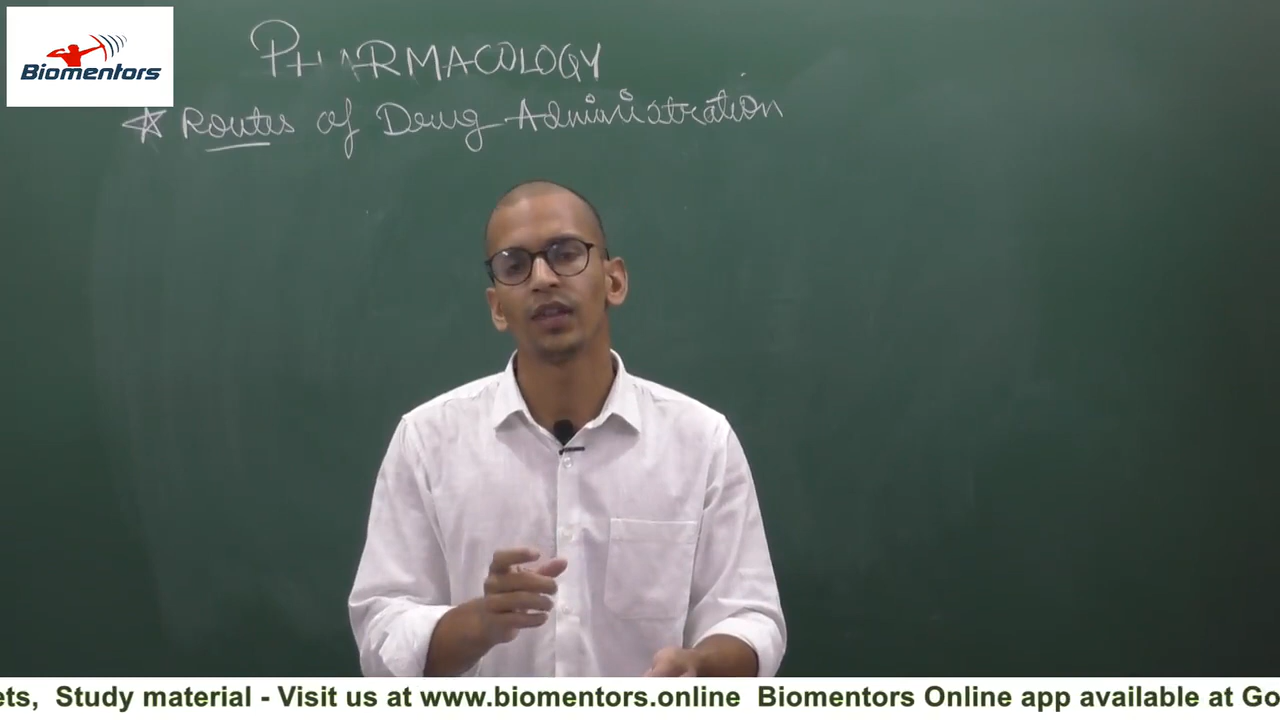 Biomentors
PHARMACOLOGY
* Routes of Drug Administration
ets, Study material - Visit us at www.biomentors.online Biomentors Online app available at Go